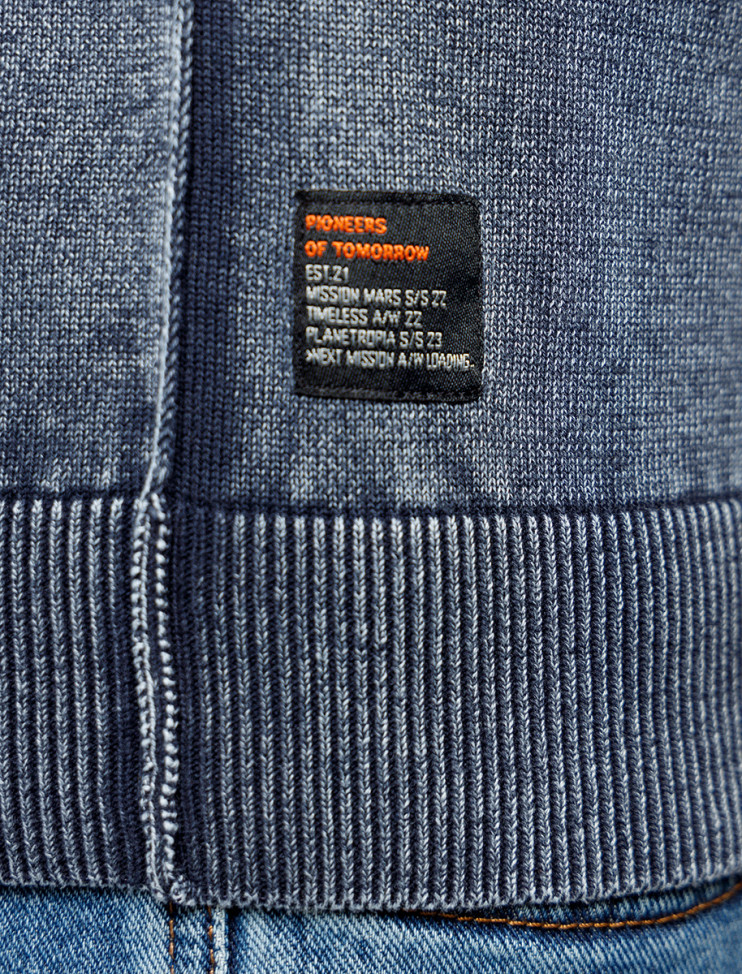 PIONEERS
OF TOMORROW
EST.21
MISSION MARS S/S 22
TIMELESS A/W 22
PLANETROPIA S/S 23
>NEXT MISSION A/W LOADING..